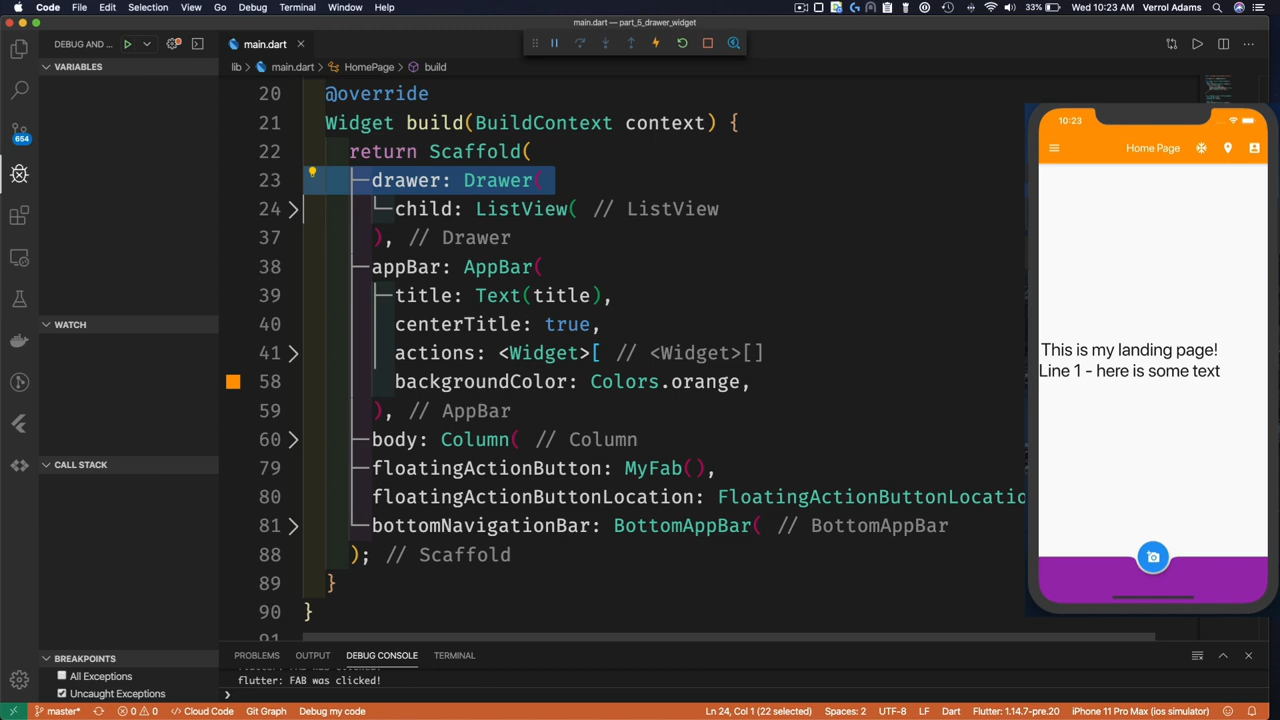 Code File Edit Selection View Go Debug Terminal Window Help 33% Wed 10:23 AM Verrol Adams
main.dart — part_5_drawer_widget
DEBUG AND ...
main.dart
lib > main.dart > HomePage > build
VARIABLES
WATCH
CALL STACK
BREAKPOINTS
All Exceptions
Uncaught Exceptions
654
20 @override
21 Widget build(BuildContext context) {
22 return Scaffold(
23 drawer: Drawer(
24 child: ListView( // ListView
37 ), // Drawer
38 appBar: AppBar(
39 title: Text(title),
40 centerTitle: true,
41 actions: <Widget>[ // <Widget>[]
58 backgroundColor: Colors.orange,
59 ), // AppBar
60 body: Column( // Column
79 floatingActionButton: MyFab(),
80 floatingActionButtonLocation: FloatingActionButtonLocatio
81 bottomNavigationBar: BottomAppBar( // BottomAppBar
88 ); // Scaffold
89 }
90 }
91
10:23
Home Page
This is my landing page!
Line 1 - here is some text
PROBLEMS OUTPUT DEBUG CONSOLE TERMINAL
flutter: FAB was clicked!
flutter: FAB was clicked!
master* 0 0 Cloud Code Git Graph Debug my code Ln 24, Col 1 (22 selected) Spaces: 2 UTF-8 LF Dart Flutter: 1.14.7-pre.20 iPhone 11 Pro Max (ios simulator)